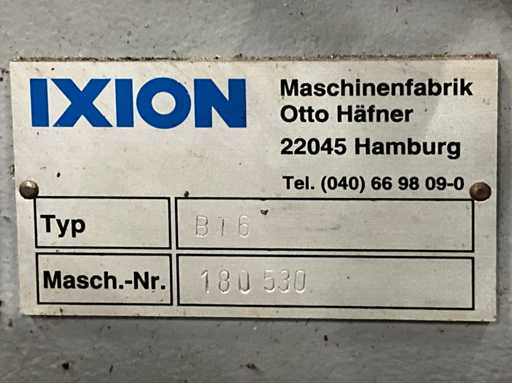 IXION
Maschinenfabrik
Otto Häfner
22045 Hamburg
Tel. (040) 66 98 09-0
Typ BT6
Masch.-Nr. 180 530